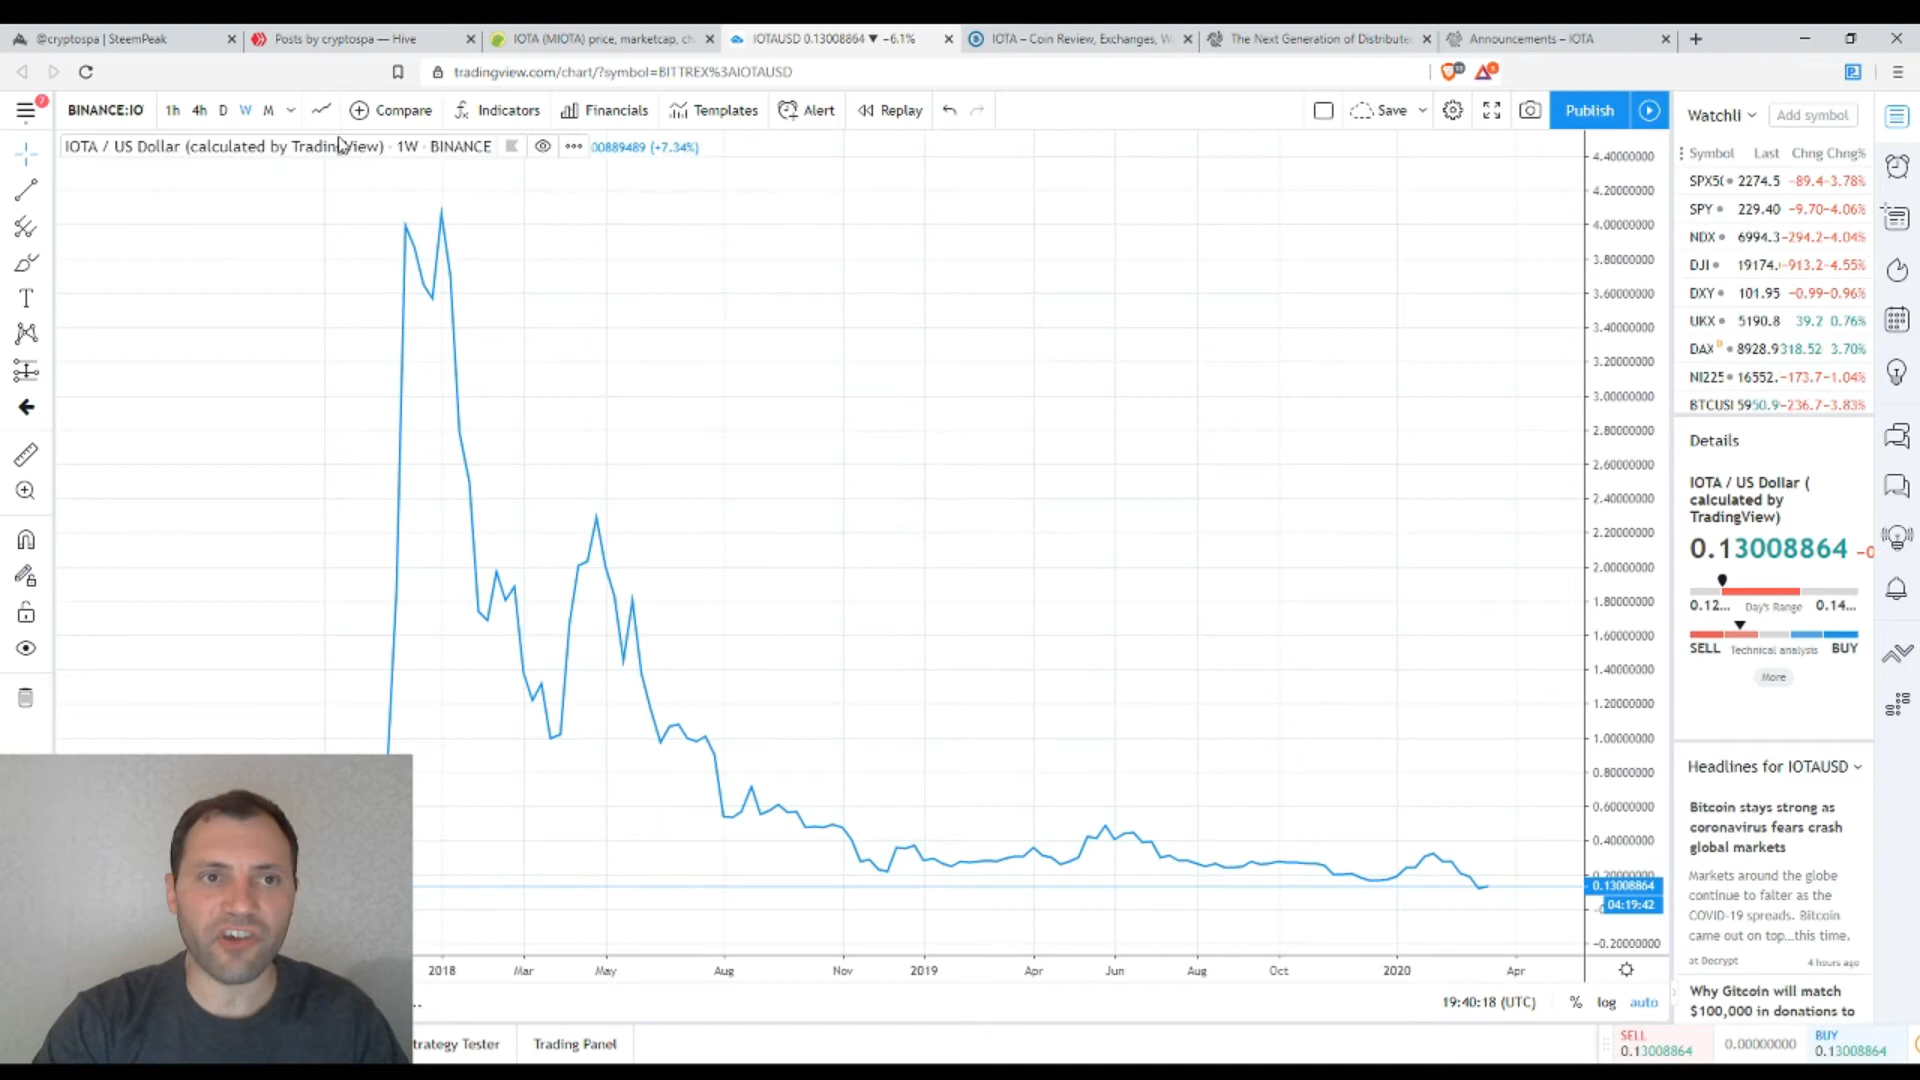 @cryptospa | SteemPeak
Posts by cryptospa — Hive
IOTA (MIOTA) price, marketcap, ch
IOTAUSD 0.13008864 ▼ −6.1%
IOTA – Coin Review, Exchanges, W
The Next Generation of Distribute
Announcements – IOTA
tradingview.com/chart/?symbol=BITTREX%3AIOTAUSD
7
BINANCE:IO
1h
4h
D
W
M
Compare
Indicators
Financials
Templates
Alert
Replay
Save
Publish
IOTA / US Dollar (calculated by TradingView) · 1W · BINANCE
00889489 (+7.34%)
4.40000000
4.20000000
4.00000000
3.80000000
3.60000000
3.40000000
3.20000000
3.00000000
2.80000000
2.60000000
2.40000000
2.20000000
2.00000000
1.80000000
1.60000000
1.40000000
1.20000000
1.00000000
0.80000000
0.60000000
0.40000000
0.13008864
04:19:42
−0.20000000
2018
Mar
May
Aug
Nov
2019
Apr
Jun
Aug
Oct
2020
Apr
19:40:18 (UTC)
%
log
auto
trategy Tester
Trading Panel
Watchli
Add symbol
Symbol Last Chng Chng%
SPX5( 2274.5 −89.4 −3.78%
SPY 229.40 −9.70 −4.06%
NDX 6994.3 −294.2 −4.04%
DJI 19174. −913.2 −4.55%
DXY 101.95 −0.99 −0.96%
UKX 5190.8 39.2 0.76%
DAX D 8928.9 318.52 3.70%
NI225 16552. −173.7 −1.04%
BTCUSI 5950.9 −236.7 −3.83%
Details
IOTA / US Dollar (
calculated by
TradingView)
0.13008864 −0
0.12... Day's Range 0.14...
SELL Technical analysis BUY
More
Headlines for IOTAUSD
Bitcoin stays strong as
coronavirus fears crash
global markets
Markets around the globe
continue to falter as the
COVID-19 spreads. Bitcoin
came out on top...this time.
at Decrypt 4 hours ago
Why Gitcoin will match
$100,000 in donations to
SELL
0.13008864
0.00000000
BUY
0.13008864